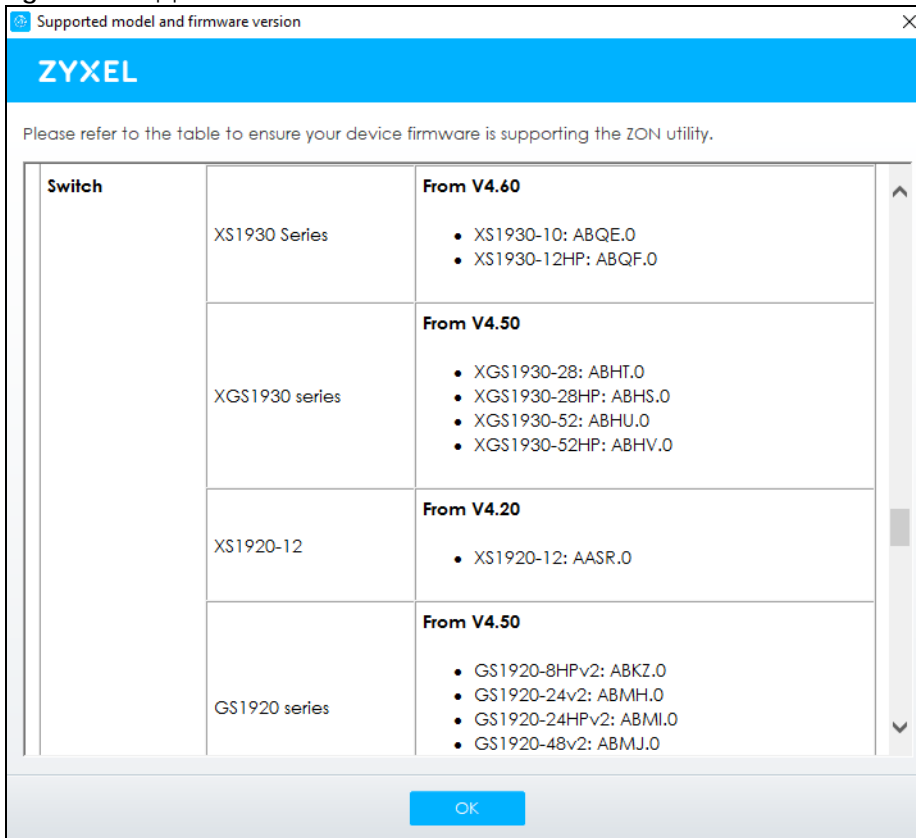 Supported model and firmware version
ZYXEL
Please refer to the table to ensure your device firmware is supporting the ZON utility.
Switch
XS1930 Series
From V4.60
• XS1930-10: ABQE.0
• XS1930-12HP: ABQF.0
XGS1930 series
From V4.50
• XGS1930-28: ABHT.0
• XGS1930-28HP: ABHS.0
• XGS1930-52: ABHU.0
• XGS1930-52HP: ABHV.0
XS1920-12
From V4.20
• XS1920-12: AASR.0
GS1920 series
From V4.50
• GS1920-8HPv2: ABKZ.0
• GS1920-24v2: ABMH.0
• GS1920-24HPv2: ABMI.0
• GS1920-48v2: ABMJ.0
OK